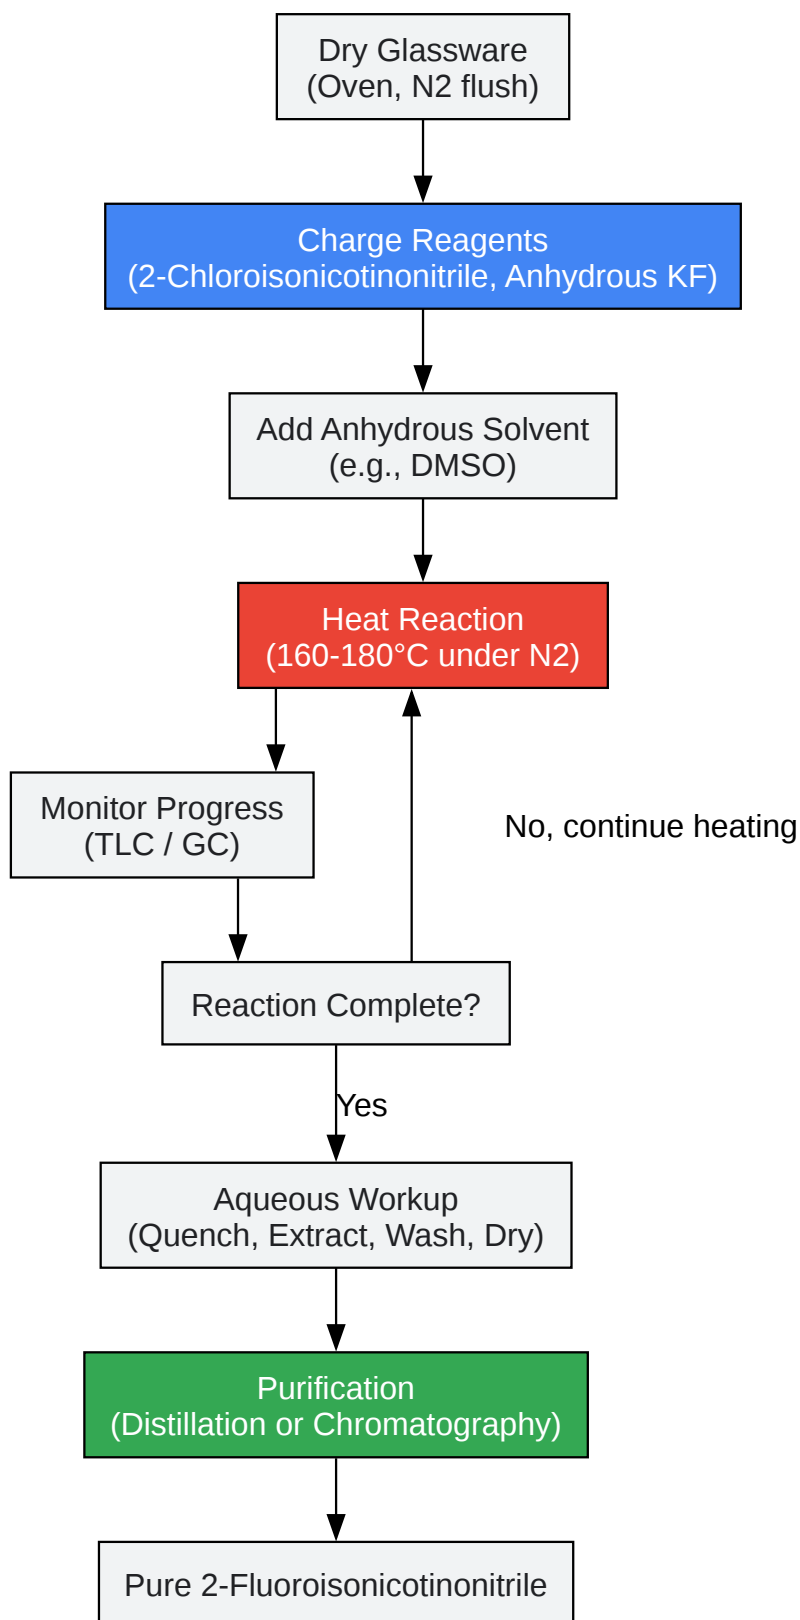 Dry Glassware
(Oven, N2 flush)
Charge Reagents
(2-Chloroisonicotinonitrile, Anhydrous KF)
Add Anhydrous Solvent
(e.g., DMSO)
Heat Reaction
(160-180°C under N2)
Monitor Progress
(TLC / GC)
No, continue heating
Reaction Complete?
Yes
Aqueous Workup
(Quench, Extract, Wash, Dry)
Purification
(Distillation or Chromatography)
Pure 2-Fluoroisonicotinonitrile